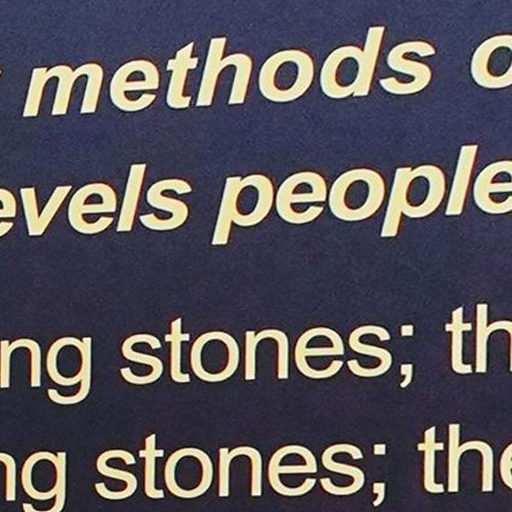 methods o
evels people
ng stones; th
ng stones; the